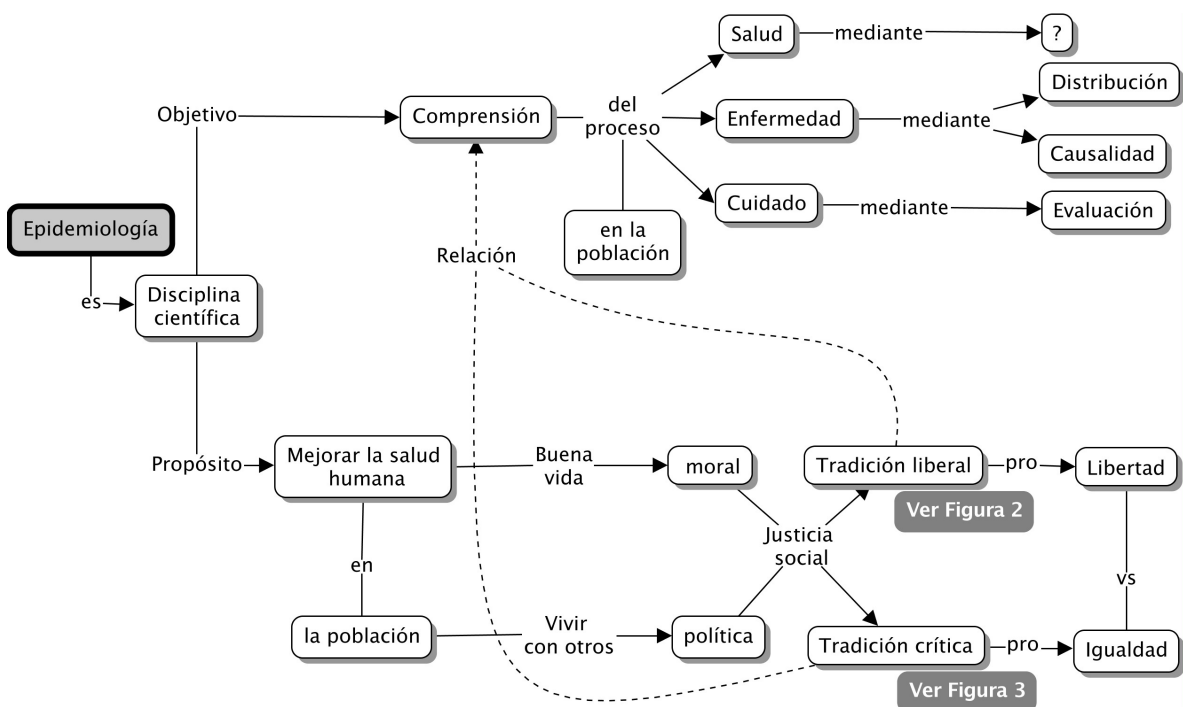 Salud
mediante
?
Distribución
Objetivo
Comprensión
del
proceso
Enfermedad
mediante
Causalidad
Cuidado
mediante
Evaluación
Epidemiología
en la
población
Relación
es
Disciplina
científica
Propósito
Mejorar la salud
humana
Buena
vida
moral
Tradición liberal
pro
Libertad
Ver Figura 2
Justicia
social
en
vs
la población
Vivir
con otros
política
Tradición crítica
pro
Igualdad
Ver Figura 3